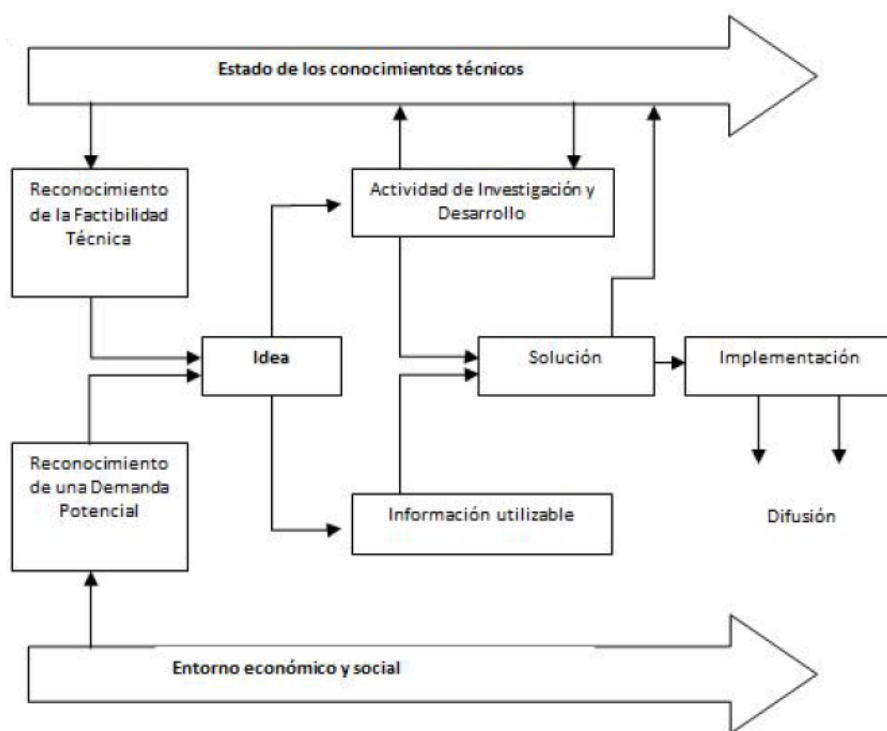 Estado de los conocimientos técnicos
Reconocimiento
de la Factibilidad
Técnica
Actividad de Investigación y
Desarrollo
Idea
Solución
Implementación
Reconocimiento
de una Demanda
Potencial
Información utilizable
Difusión
Entorno económico y social